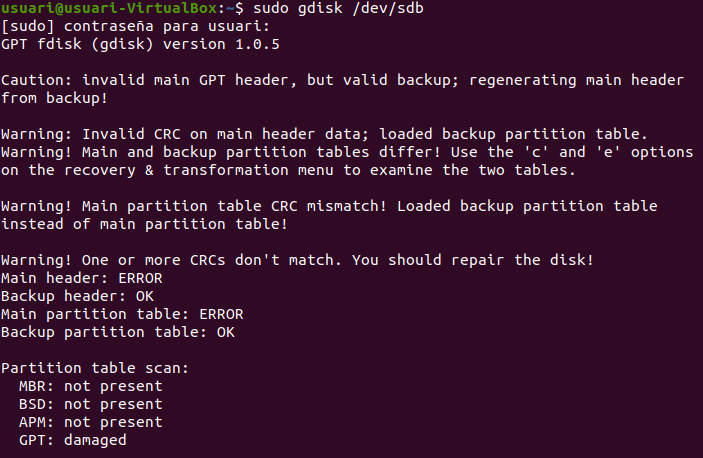 usuari@usuari-VirtualBox:~$ sudo gdisk /dev/sdb
[sudo] contraseña para usuari:
GPT fdisk (gdisk) version 1.0.5
Caution: invalid main GPT header, but valid backup; regenerating main header
from backup!
Warning: Invalid CRC on main header data; loaded backup partition table.
Warning! Main and backup partition tables differ! Use the 'c' and 'e' options
on the recovery & transformation menu to examine the two tables.
Warning! Main partition table CRC mismatch! Loaded backup partition table
instead of main partition table!
Warning! One or more CRCs don't match. You should repair the disk!
Main header: ERROR
Backup header: OK
Main partition table: ERROR
Backup partition table: OK
Partition table scan:
  MBR: not present
  BSD: not present
  APM: not present
  GPT: damaged